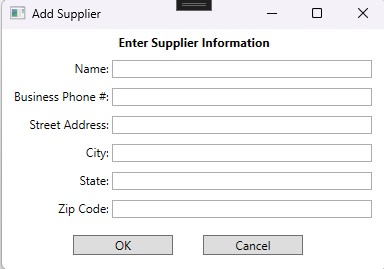 Add Supplier
Enter Supplier Information
Name:
Business Phone #:
Street Address:
City:
State:
Zip Code:
OK Cancel